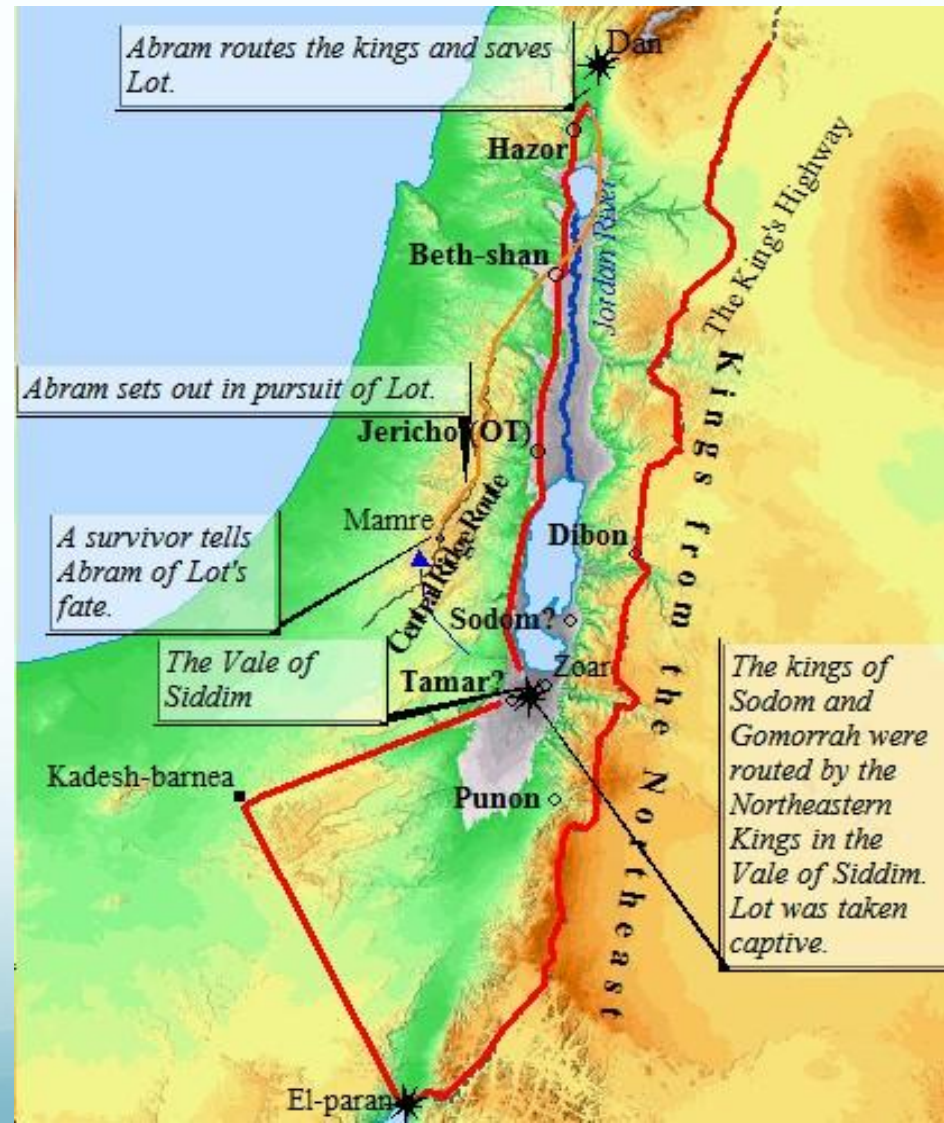 Abram routes the kings and saves
Lot.
Dan
Hazor
Jordan River
The King's Highway
Beth-shan
Kings from the Northeast
Abram sets out in pursuit of Lot.
Jericho (OT)
Mamre
Central Ridge Route
Dibon
A survivor tells
Abram of Lot's
fate.
Sodom?
The Vale of
Siddim
Tamar?
Zoar
The kings of
Sodom and
Gomorrah were
routed by the
Northeastern
Kings in the
Vale of Siddim.
Lot was taken
captive.
Kadesh-barnea
Punon
El-paran